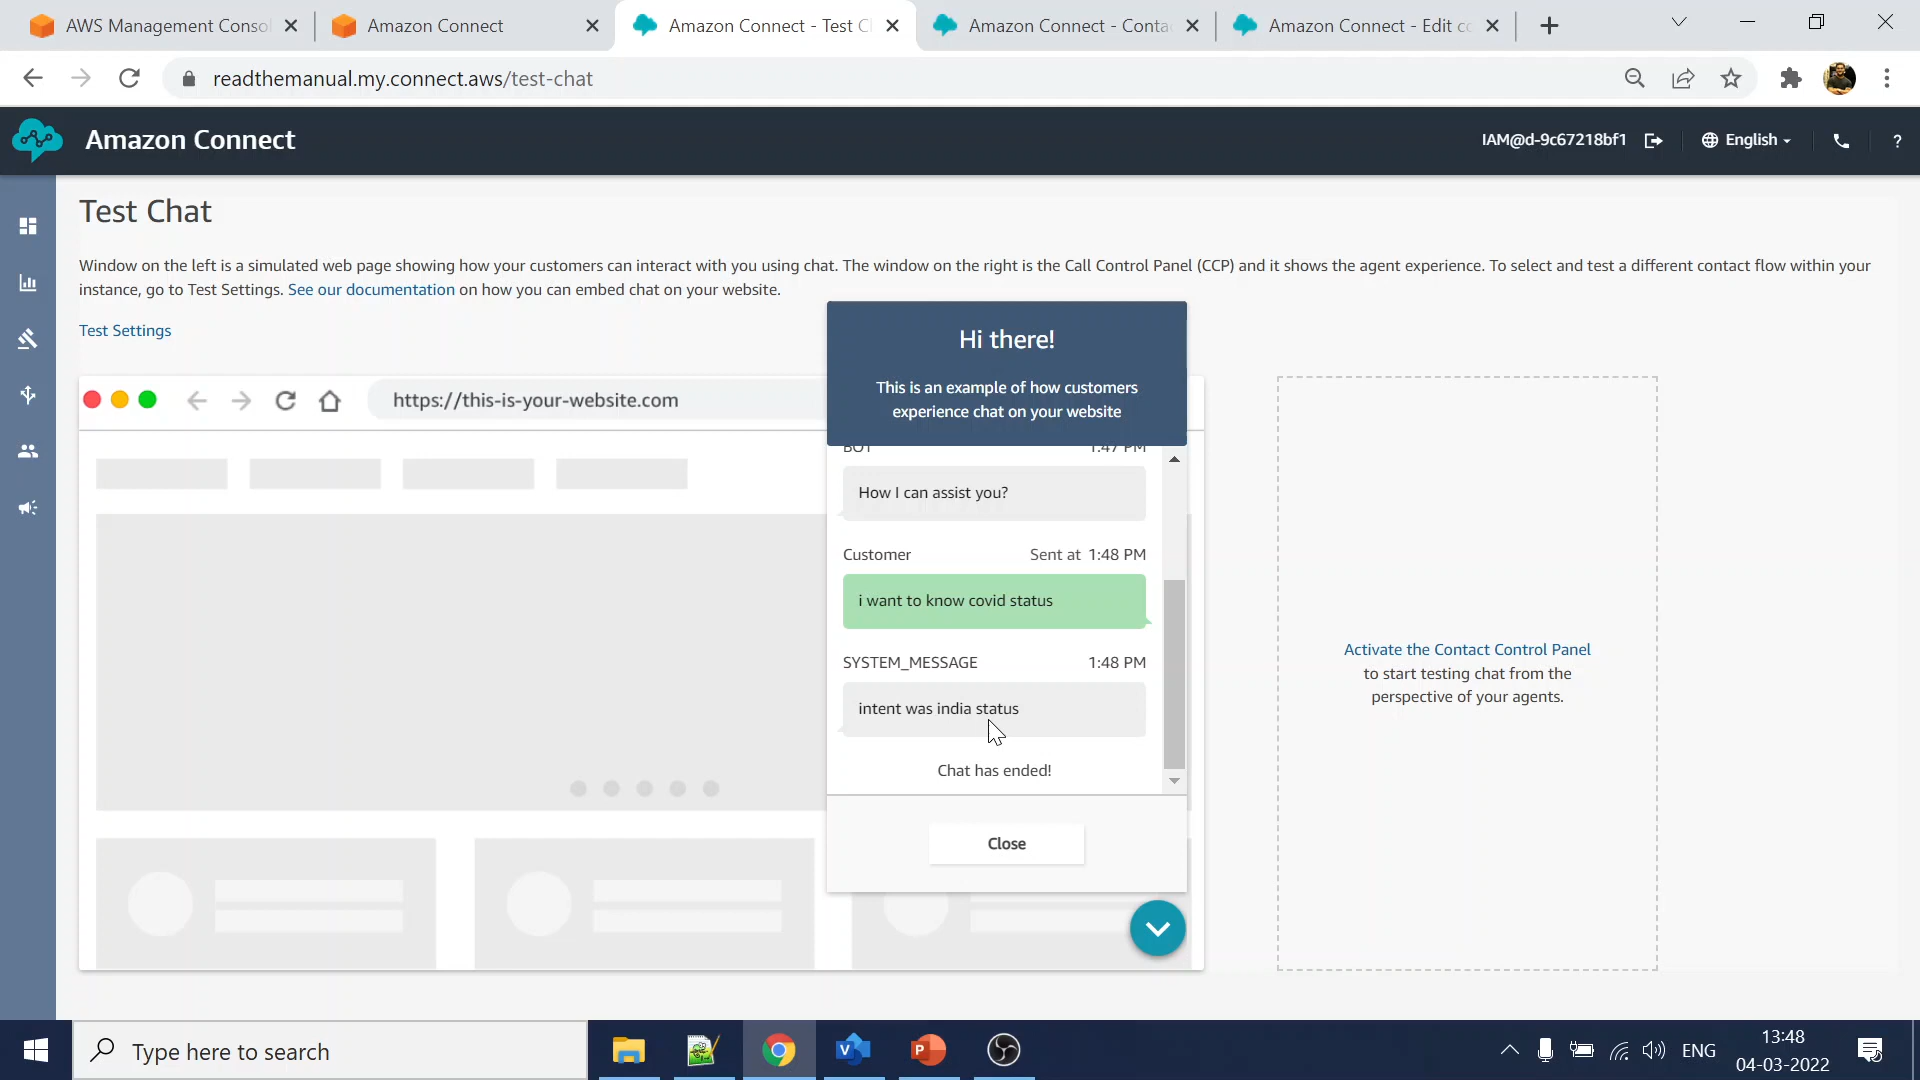 AWS Management Conso
Amazon Connect
Amazon Connect - Test C
Amazon Connect - Conta
Amazon Connect - Edit co
readthemanual.my.connect.aws/test-chat
Amazon Connect
IAM@d-9c67218bf1
English
?
Test Chat
Window on the left is a simulated web page showing how your customers can interact with you using chat. The window on the right is the Call Control Panel (CCP) and it shows the agent experience. To select and test a different contact flow within your
instance, go to Test Settings. See our documentation on how you can embed chat on your website.
Test Settings
https://this-is-your-website.com
Hi there!
This is an example of how customers
experience chat on your website
BOT 1:47 PM
How I can assist you?
Customer Sent at 1:48 PM
i want to know covid status
SYSTEM_MESSAGE 1:48 PM
intent was india status
Chat has ended!
Close
Activate the Contact Control Panel
to start testing chat from the
perspective of your agents.
Type here to search
ENG
13:48
04-03-2022